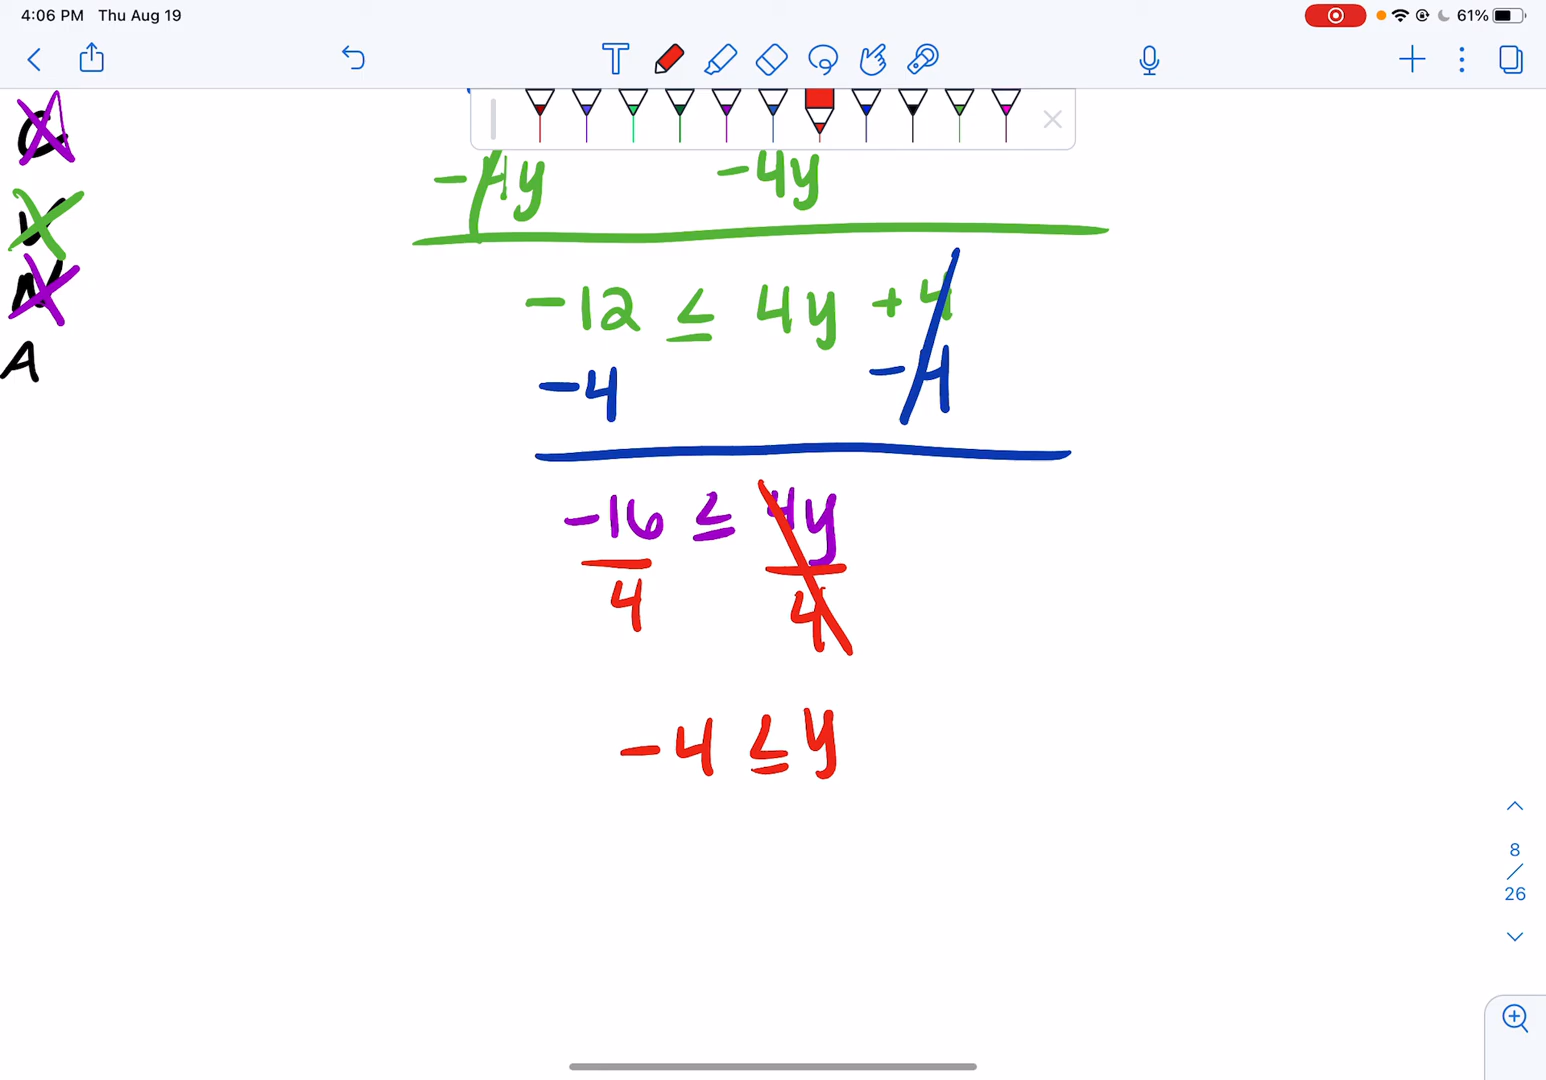 4:06 PM Thu Aug 19 61%
T
C
-4y -4y
V
N
-12 ≤ 4y + 4
A
-4 -4
-16 ≤ 4y
4 4
-4 ≤ y
8
/
26